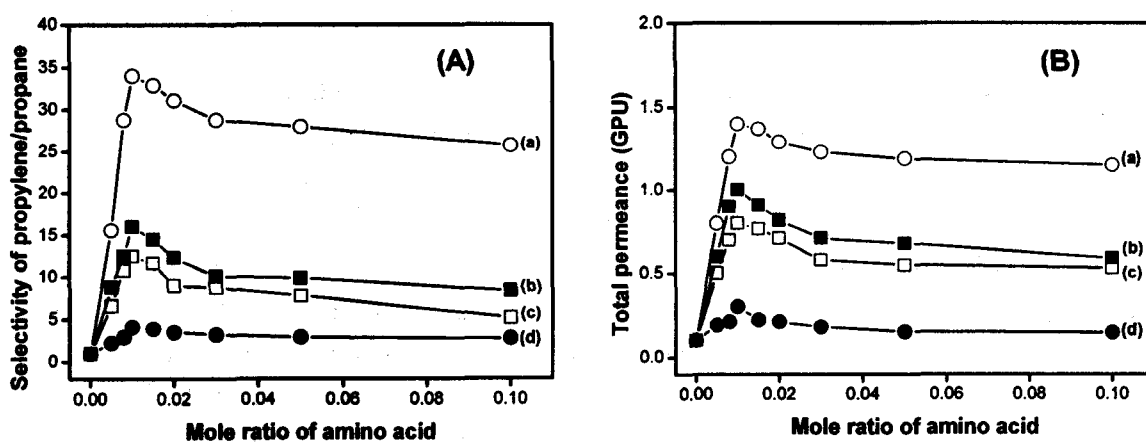 40
35
30
25
20
15
10
5
0
Selectivity of propylene/propane
(A)
(a)
(b)
(c)
(d)
0.00 0.02 0.04 0.06 0.08 0.10
Mole ratio of amino acid
2.0
1.5
1.0
0.5
0.0
Total permeance (GPU)
(B)
(a)
(b)
(c)
(d)
0.00 0.02 0.04 0.06 0.08 0.10
Mole ratio of amino acid